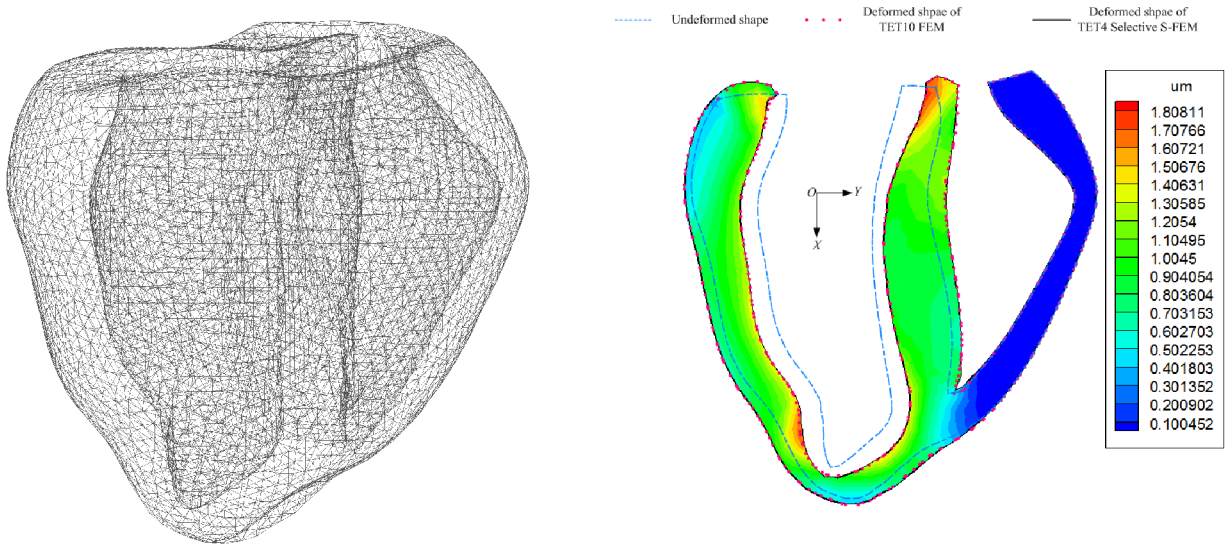 Undeformed shape
Deformed shpae of
TET10 FEM
Deformed shpae of
TET4 Selective S-FEM
um
1.80811
1.70766
1.60721
1.50676
1.40631
1.30585
1.2054
1.10495
1.0045
0.904054
0.803604
0.703153
0.602703
0.502253
0.401803
0.301352
0.200902
0.100452
O Y
X